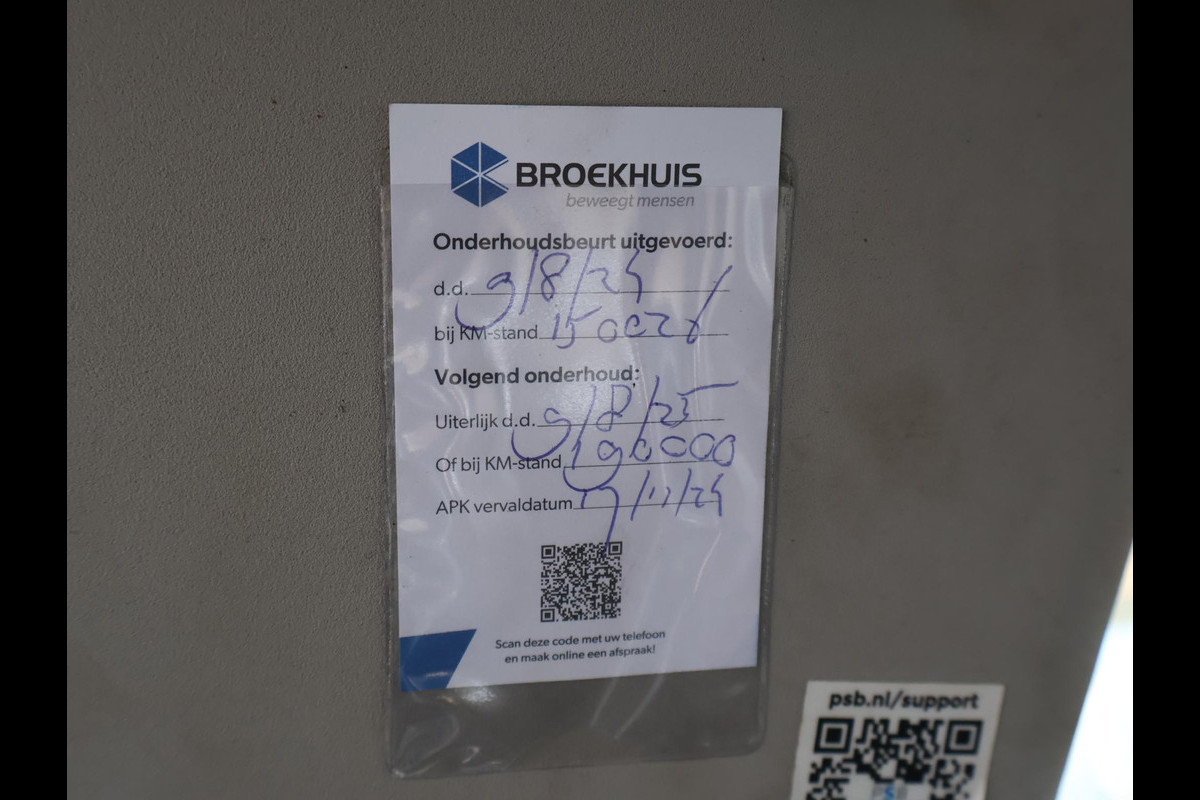 BROEKHUIS
beweegt mensen
Onderhoudsbeurt uitgevoerd:
d.d. 9/8/24
bij KM-stand
Volgend onderhoud:
Uiterlijk d.d. 9/8/25
Of bij KM-stand 190000
APK vervaldatum 17/11/24
Scan deze code met uw telefoon
en maak online een afspraak!
psb.nl/support